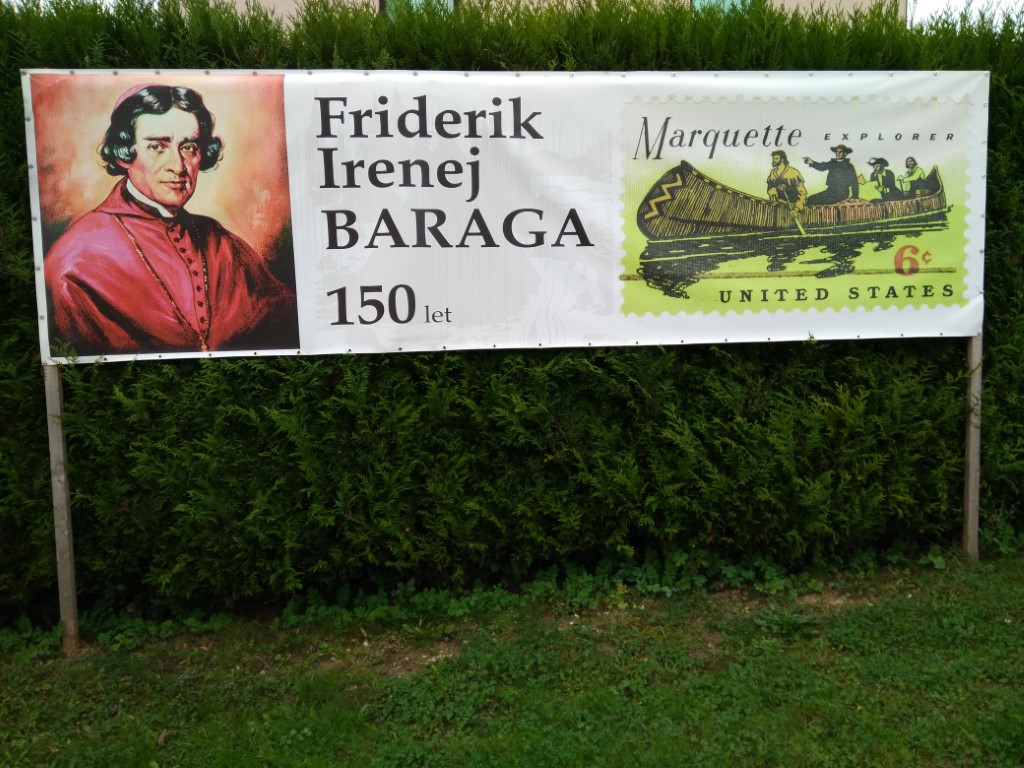 Friderik
Irenej
BARAGA
150 let
Marquette EXPLORER
6¢
UNITED STATES